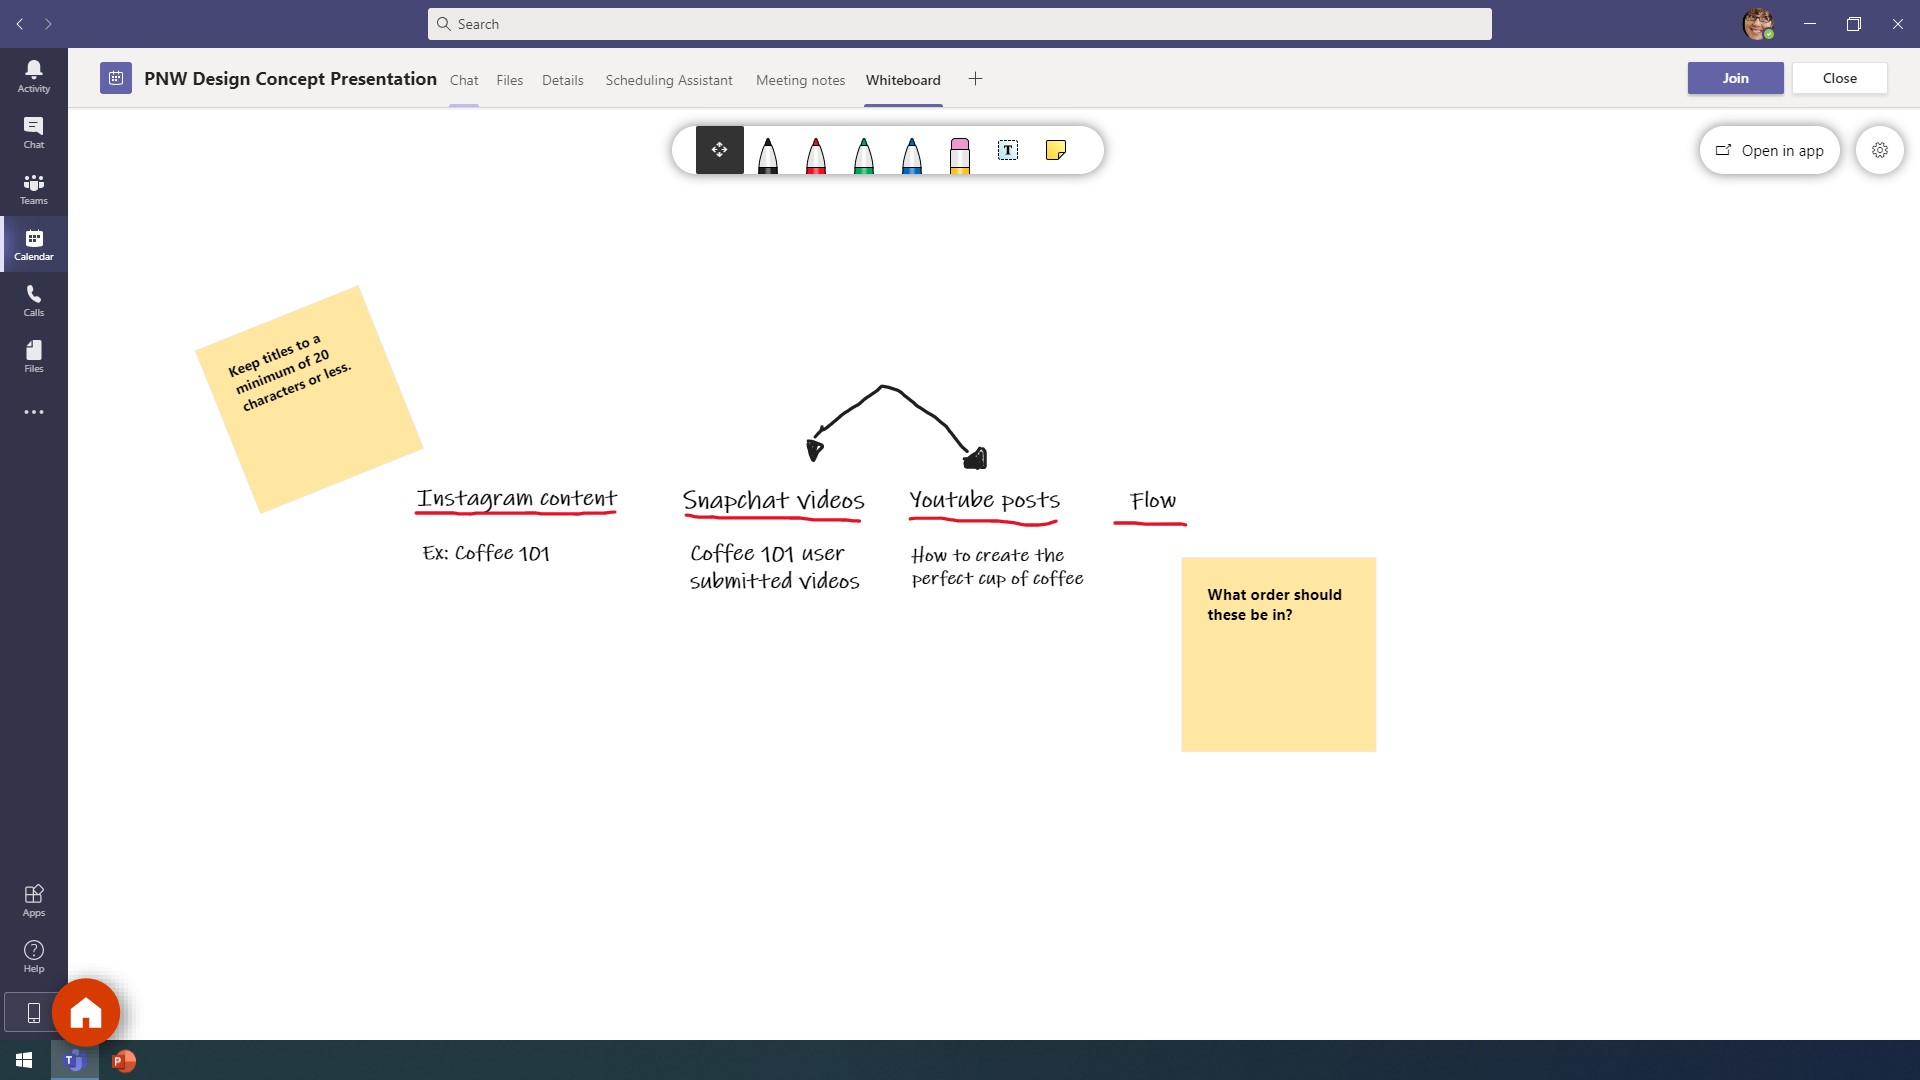 Search
Activity
Chat
Teams
Calendar
Calls
Files
Apps
Help
PNW Design Concept Presentation
Chat
Files
Details
Scheduling Assistant
Meeting notes
Whiteboard
Join
Close
T
Open in app
Keep titles to a
minimum of 20
characters or less.
Instagram content
Ex: Coffee 101
Snapchat videos
Coffee 101 user
submitted videos
Youtube posts
How to create the
perfect cup of coffee
Flow
What order should
these be in?
T
P